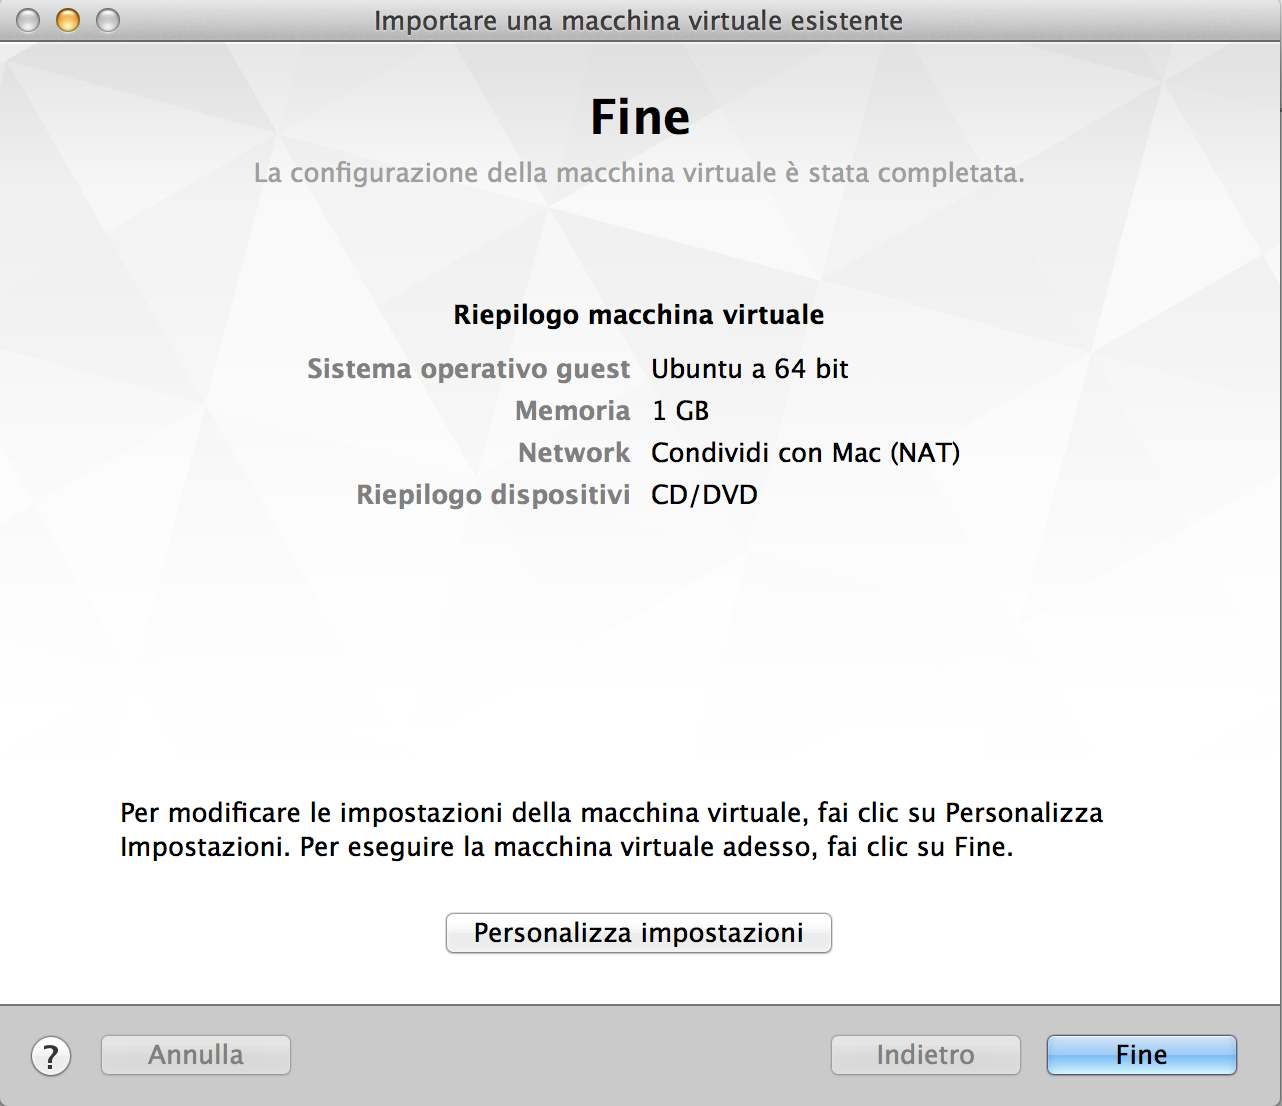 Importare una macchina virtuale esistente
Fine
La configurazione della macchina virtuale è stata completata.
Riepilogo macchina virtuale
Sistema operativo guest Ubuntu a 64 bit
Memoria 1 GB
Network Condividi con Mac (NAT)
Riepilogo dispositivi CD/DVD
Per modificare le impostazioni della macchina virtuale, fai clic su Personalizza
Impostazioni. Per eseguire la macchina virtuale adesso, fai clic su Fine.
Personalizza impostazioni
? Annulla Indietro Fine